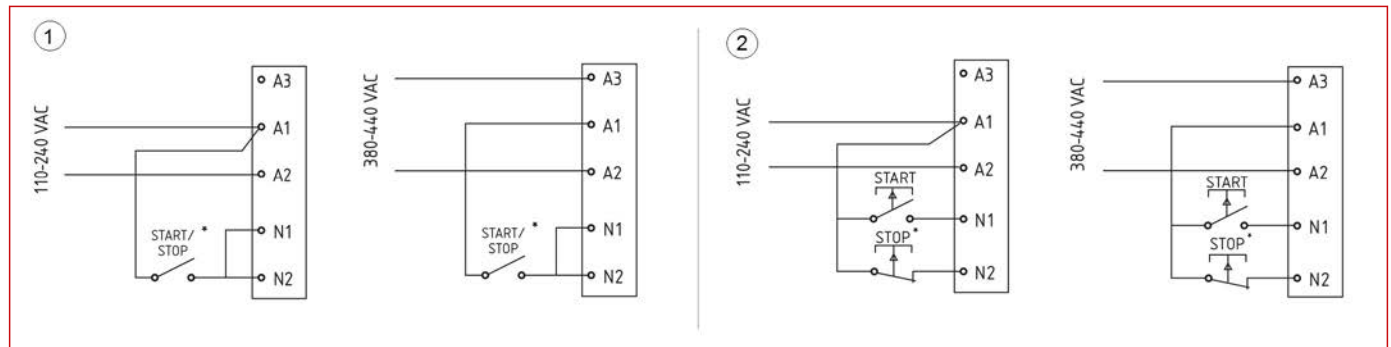 1
110-240 VAC
A3
A1
A2
START/ *
STOP
N1
N2
380-440 VAC
A3
A1
A2
START/ *
STOP
N1
N2
2
110-240 VAC
A3
A1
A2
START
N1
STOP *
N2
380-440 VAC
A3
A1
A2
START
N1
STOP *
N2